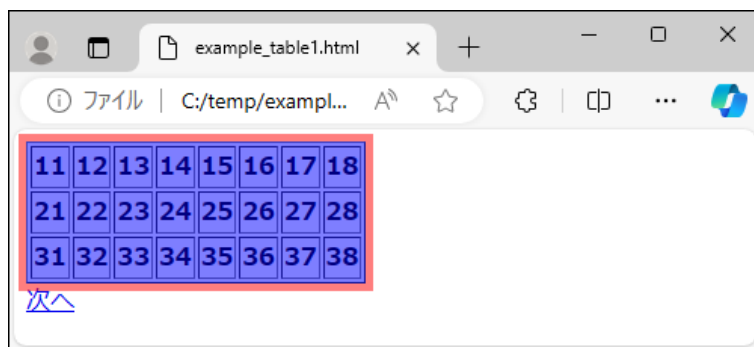 example_table1.html
ファイル C:/temp/exampl...
11 12 13 14 15 16 17 18
21 22 23 24 25 26 27 28
31 32 33 34 35 36 37 38
次へ